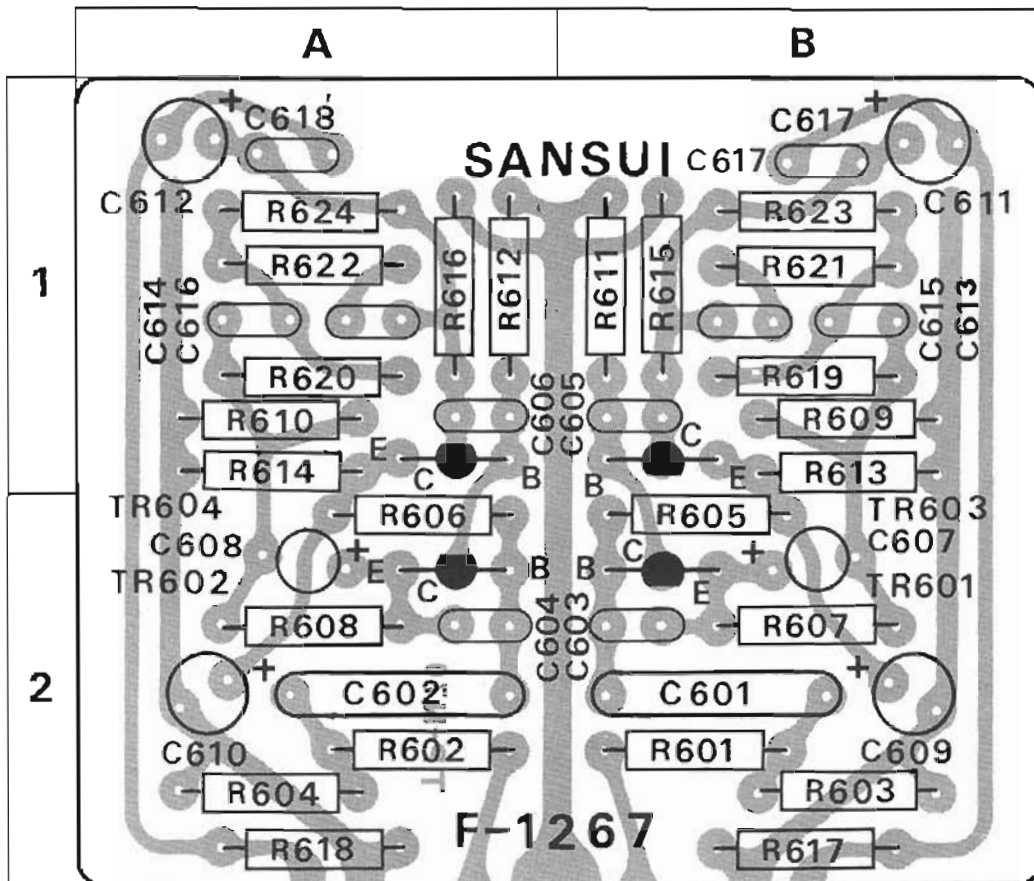 A B
C618 C617
SANSUI C617
C612 R624 R623 C611
R622 R616 R612 R611 R615 R621
1
C614 C616 C615 C613
R620 R619
R610 C606 C605 R609
E C B B C E
R614 R613
TR604 R606 R605 TR603
C608 C607
TR602 E C B B C E TR601
R608 C604 C603 R607
2
C602 C601
C610 R602 R601 C609
R604 R603
F-1267
R618 R617